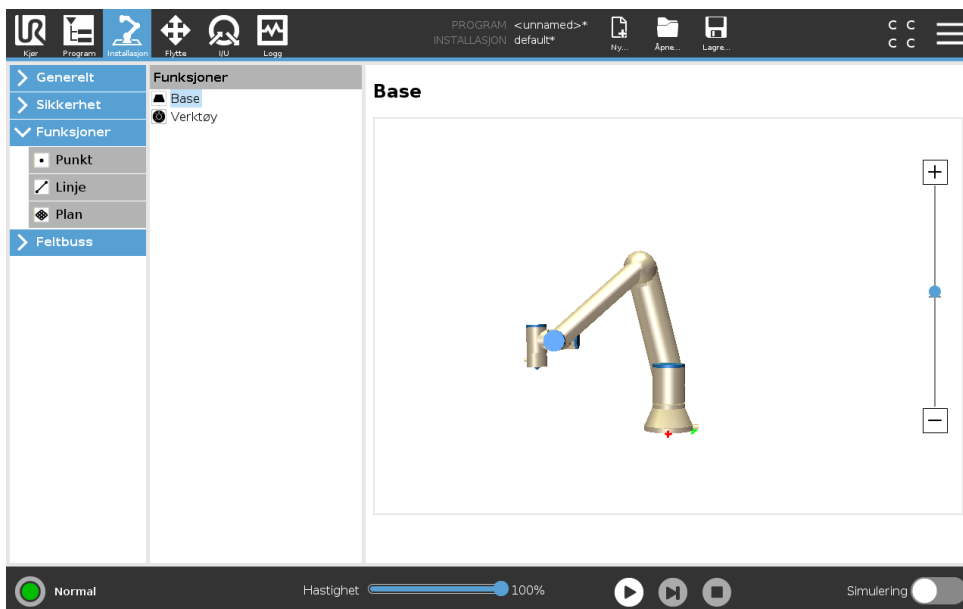 UR
Kjør
Program
Installasjon
Flytte
I/U
Logg
PROGRAM <unnamed>*
INSTALLASJON default*
Ny...
Åpne...
Lagre...
C C
C C
Generelt
Sikkerhet
Funksjoner
Punkt
Linje
Plan
Feltbuss
Funksjoner
Base
Verktøy
Base
+
−
Normal
Hastighet
100%
Simulering